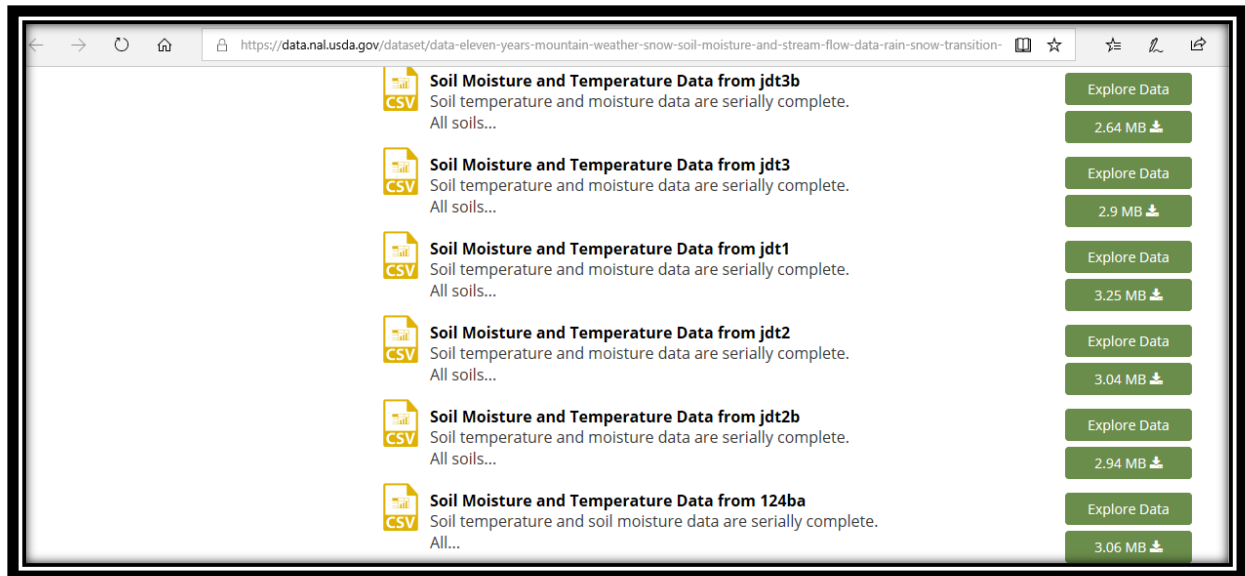 https://data.nal.usda.gov/dataset/data-eleven-years-mountain-weather-snow-soil-moisture-and-stream-flow-data-rain-snow-transition-
CSV
Soil Moisture and Temperature Data from jdt3b
Soil temperature and moisture data are serially complete.
All soils...
Explore Data
2.64 MB
CSV
Soil Moisture and Temperature Data from jdt3
Soil temperature and moisture data are serially complete.
All soils...
Explore Data
2.9 MB
CSV
Soil Moisture and Temperature Data from jdt1
Soil temperature and moisture data are serially complete.
All soils...
Explore Data
3.25 MB
CSV
Soil Moisture and Temperature Data from jdt2
Soil temperature and moisture data are serially complete.
All soils...
Explore Data
3.04 MB
CSV
Soil Moisture and Temperature Data from jdt2b
Soil temperature and moisture data are serially complete.
All soils...
Explore Data
2.94 MB
CSV
Soil Moisture and Temperature Data from 124ba
Soil temperature and soil moisture data are serially complete.
All...
Explore Data
3.06 MB